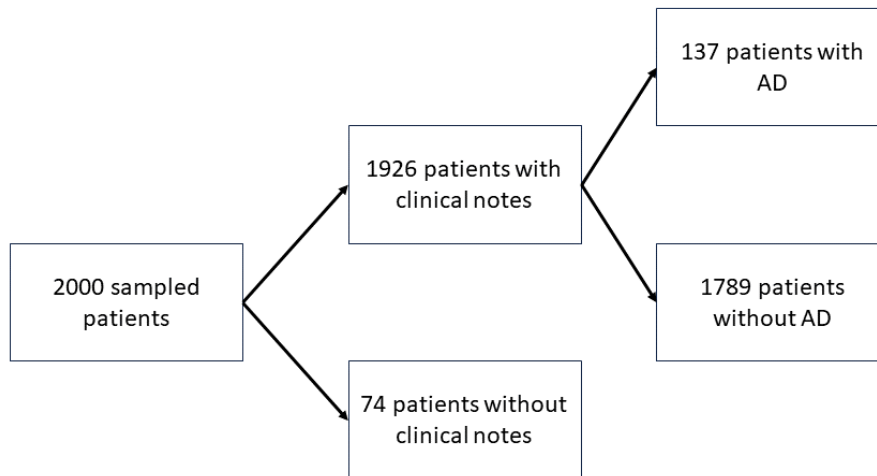 2000 sampled
patients
1926 patients with
clinical notes
74 patients without
clinical notes
137 patients with
AD
1789 patients
without AD